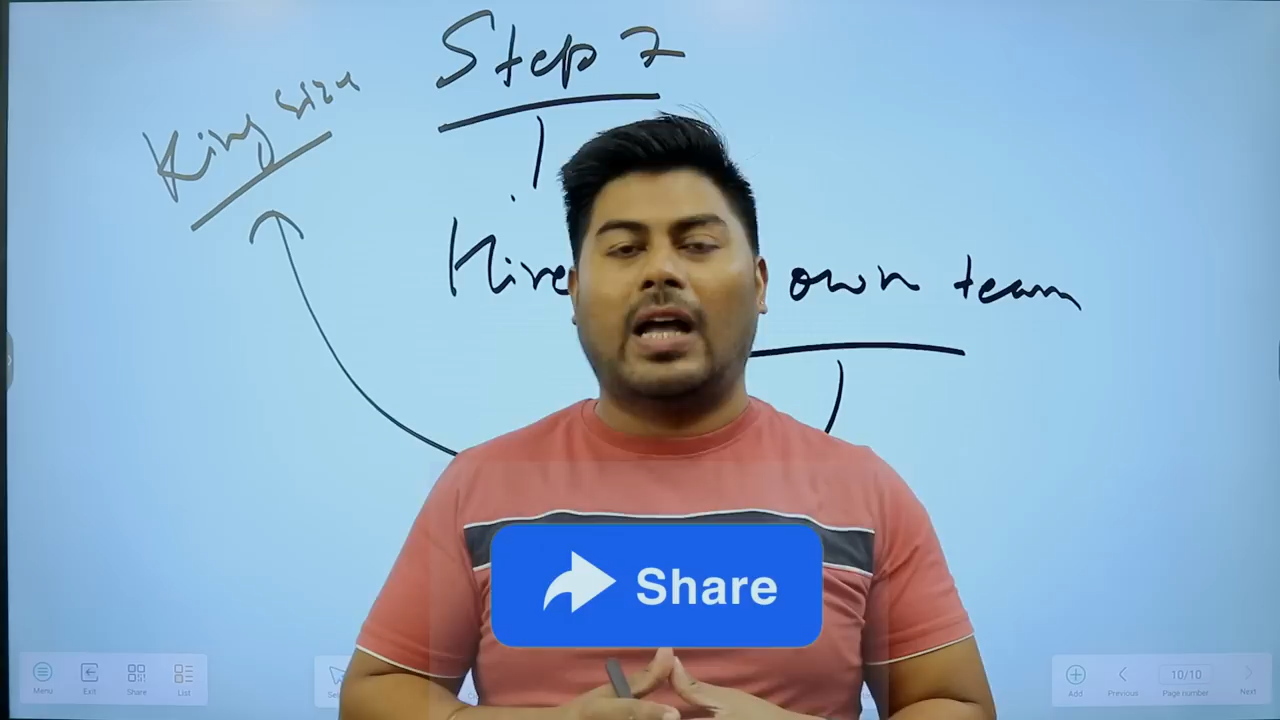 Step 7
King size
Hire own team
Share
Menu
Exit
Share
List
Add
Previous
10/10
Page number
Next